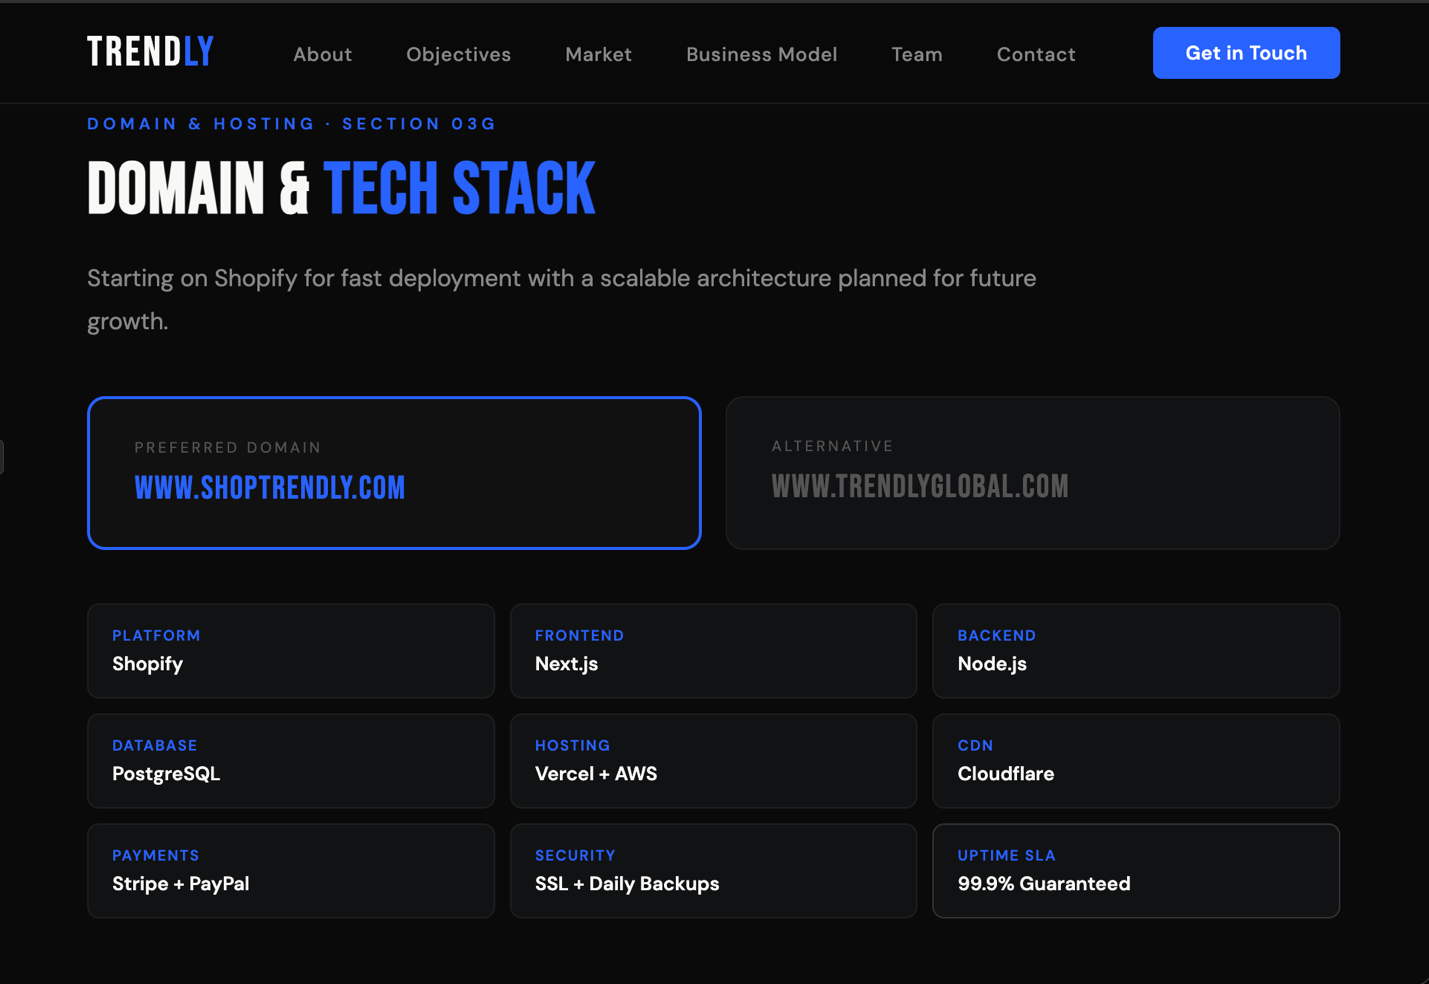 TRENDLY
About
Objectives
Market
Business Model
Team
Contact
Get in Touch
DOMAIN & HOSTING · SECTION 03G
DOMAIN & TECH STACK
Starting on Shopify for fast deployment with a scalable architecture planned for future
growth.
PREFERRED DOMAIN
WWW.SHOPTRENDLY.COM
ALTERNATIVE
WWW.TRENDLYGLOBAL.COM
PLATFORM
Shopify
FRONTEND
Next.js
BACKEND
Node.js
DATABASE
PostgreSQL
HOSTING
Vercel + AWS
CDN
Cloudflare
PAYMENTS
Stripe + PayPal
SECURITY
SSL + Daily Backups
UPTIME SLA
99.9% Guaranteed